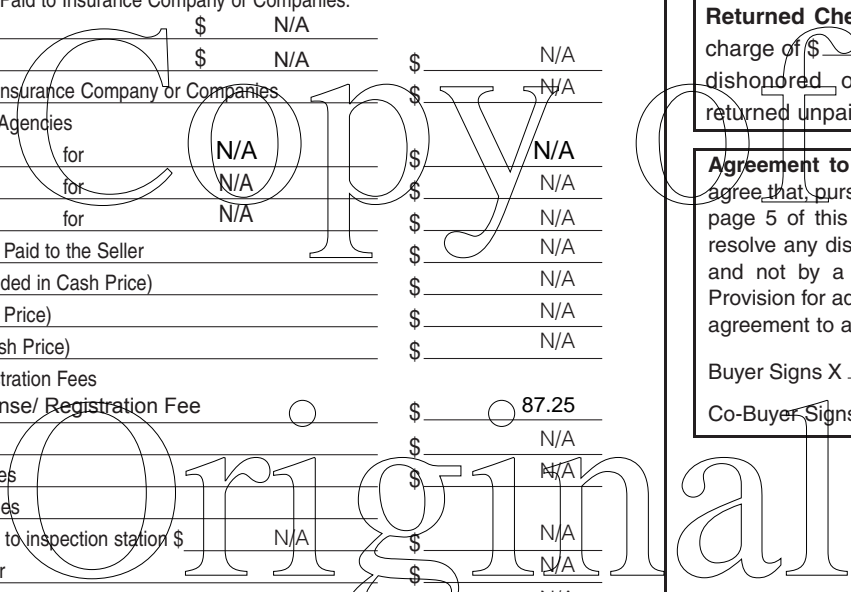 Paid to Insurance Company or Companies.
$ N/A
$ N/A $ N/A
Insurance Company or Companies $ N/A
Agencies
for N/A $ N/A
for N/A $ N/A
for N/A $ N/A
Paid to the Seller $ N/A
ded in Cash Price) $ N/A
Price) $ N/A
sh Price) $ N/A
tration Fees
nse/ Registration Fee $ 87.25
$ N/A
es $ N/A
es
to inspection station $ N/A $ N/A
r $ N/A
Returned Che
charge of $
dishonored o
returned unpai
Agreement to
agree that, purs
page 5 of this
resolve any dis
and not by a
Provision for ad
agreement to a
Buyer Signs X
Co-Buyer Signs
Copy of
Original